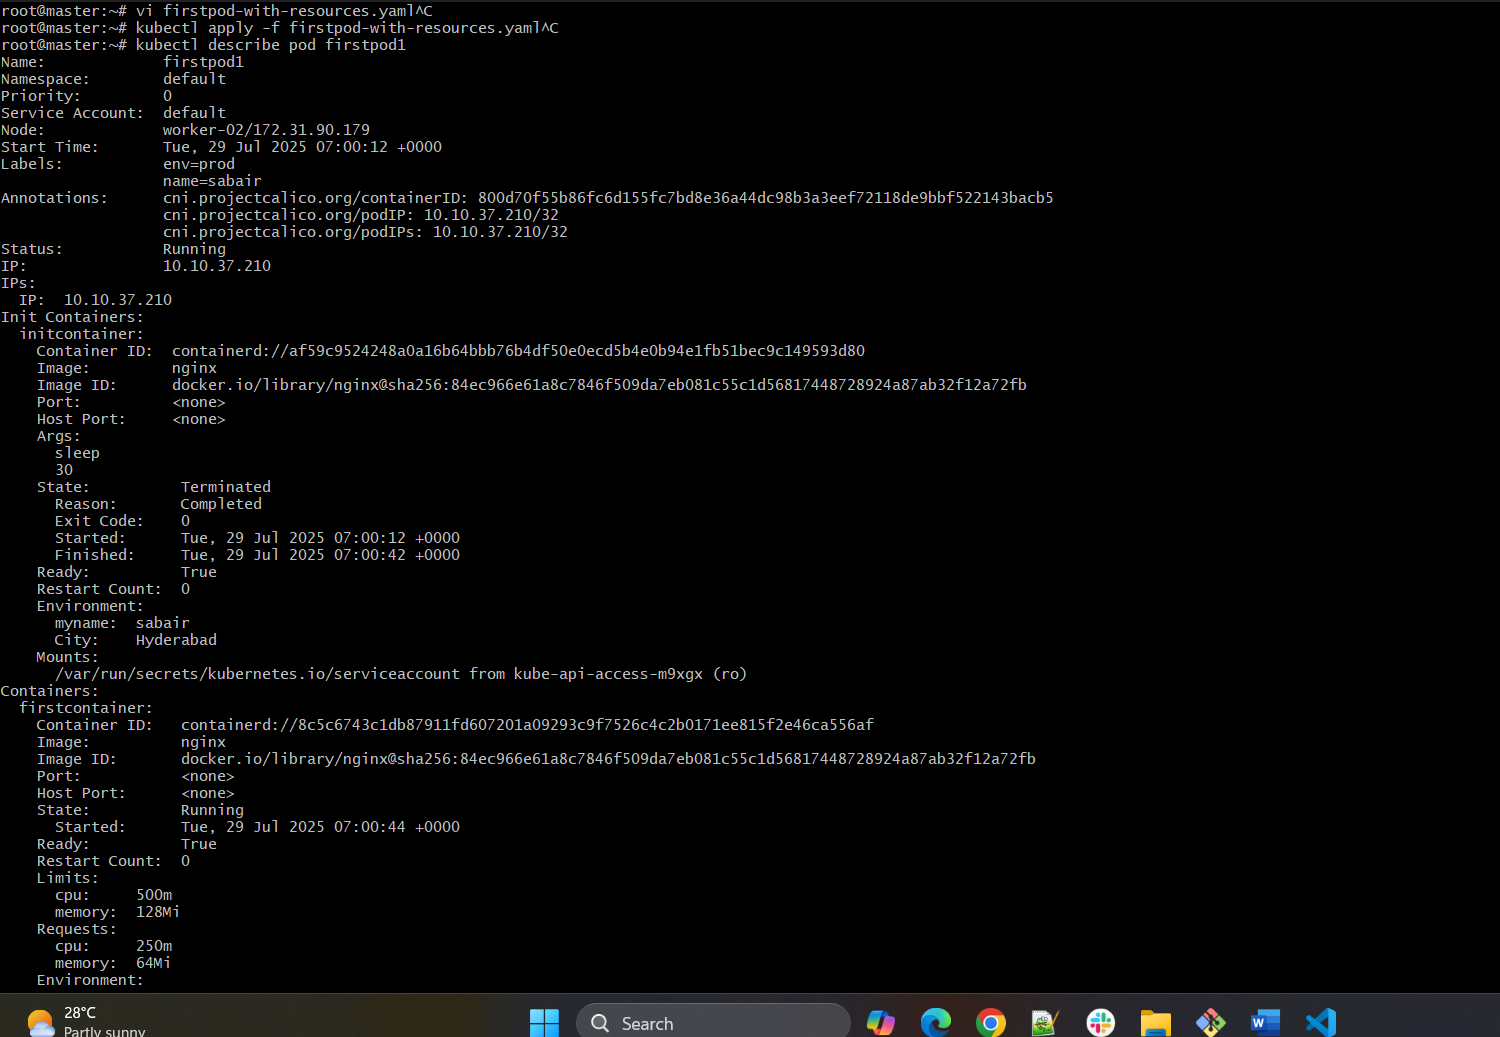 root@master:~# vi firstpod-with-resources.yaml^C
root@master:~# kubectl apply -f firstpod-with-resources.yaml^C
root@master:~# kubectl describe pod firstpod1
Name:             firstpod1
Namespace:        default
Priority:         0
Service Account:  default
Node:             worker-02/172.31.90.179
Start Time:       Tue, 29 Jul 2025 07:00:12 +0000
Labels:           env=prod
                  name=sabair
Annotations:      cni.projectcalico.org/containerID: 800d70f55b86fc6d155fc7bd8e36a44dc98b3a3eef72118de9bbf522143bacb5
                  cni.projectcalico.org/podIP: 10.10.37.210/32
                  cni.projectcalico.org/podIPs: 10.10.37.210/32
Status:           Running
IP:               10.10.37.210
IPs:
  IP:  10.10.37.210
Init Containers:
  initcontainer:
    Container ID:  containerd://af59c9524248a0a16b64bbb76b4df50e0ecd5b4e0b94e1fb51bec9c149593d80
    Image:         nginx
    Image ID:      docker.io/library/nginx@sha256:84ec966e61a8c7846f509da7eb081c55c1d56817448728924a87ab32f12a72fb
    Port:          <none>
    Host Port:     <none>
    Args:
      sleep
      30
    State:          Terminated
      Reason:       Completed
      Exit Code:    0
      Started:      Tue, 29 Jul 2025 07:00:12 +0000
      Finished:     Tue, 29 Jul 2025 07:00:42 +0000
    Ready:          True
    Restart Count:  0
    Environment:
      myname:  sabair
      City:    Hyderabad
    Mounts:
      /var/run/secrets/kubernetes.io/serviceaccount from kube-api-access-m9xgx (ro)
Containers:
  firstcontainer:
    Container ID:   containerd://8c5c6743c1db87911fd607201a09293c9f7526c4c2b0171ee815f2e46ca556af
    Image:          nginx
    Image ID:       docker.io/library/nginx@sha256:84ec966e61a8c7846f509da7eb081c55c1d56817448728924a87ab32f12a72fb
    Port:           <none>
    Host Port:      <none>
    State:          Running
      Started:      Tue, 29 Jul 2025 07:00:44 +0000
    Ready:          True
    Restart Count:  0
    Limits:
      cpu:     500m
      memory:  128Mi
    Requests:
      cpu:     250m
      memory:  64Mi
    Environment:
28°C
Partly sunny
Search
W